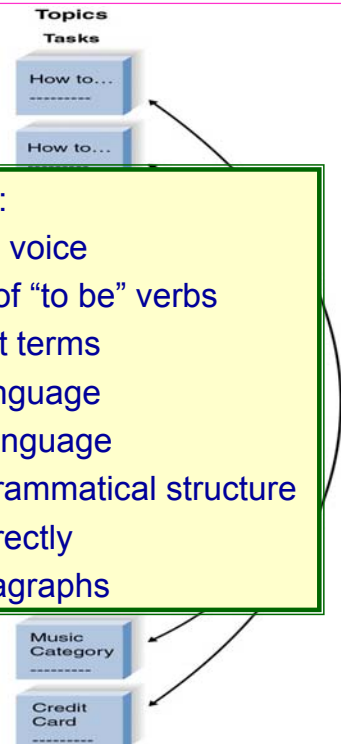 Topics
Tasks
How to...
---------
How to...
:
voice
of “to be” verbs
t terms
nguage
anguage
rammatical structure
rectly
agraphs
Music
Category
---------
Credit
Card
---------